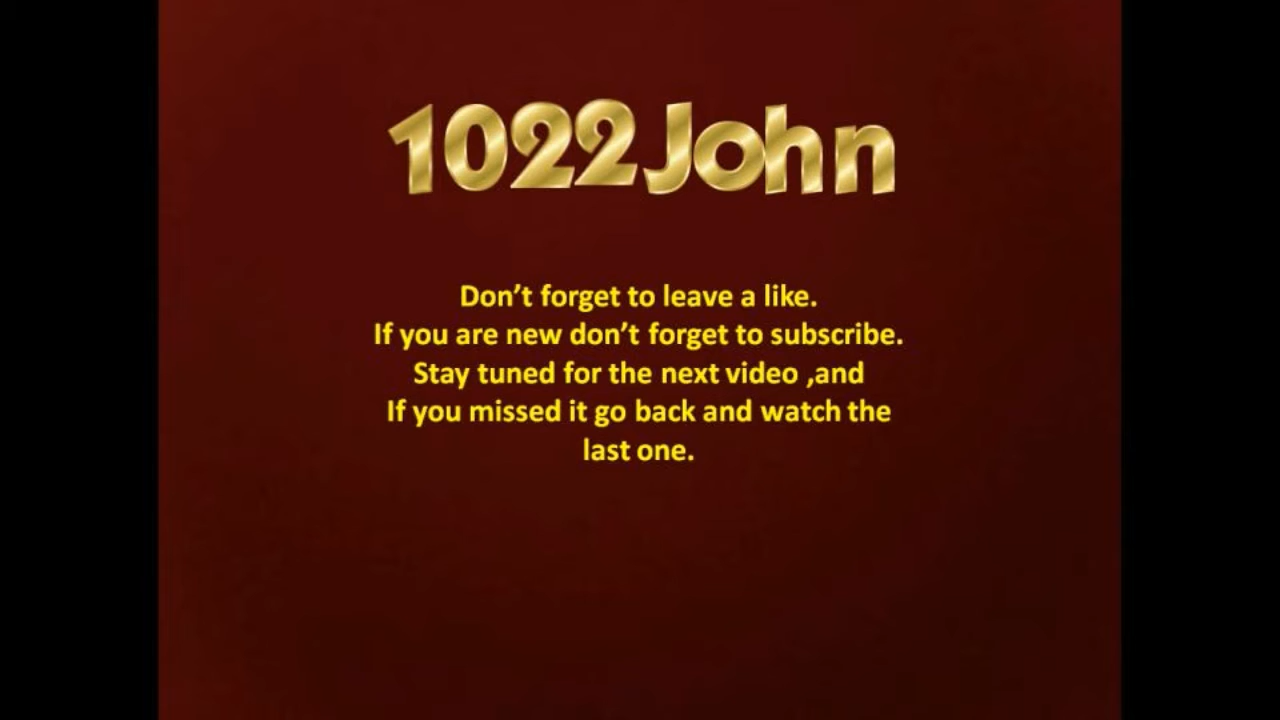 1022John
Don’t forget to leave a like.
If you are new don’t forget to subscribe.
Stay tuned for the next video ,and
If you missed it go back and watch the
last one.